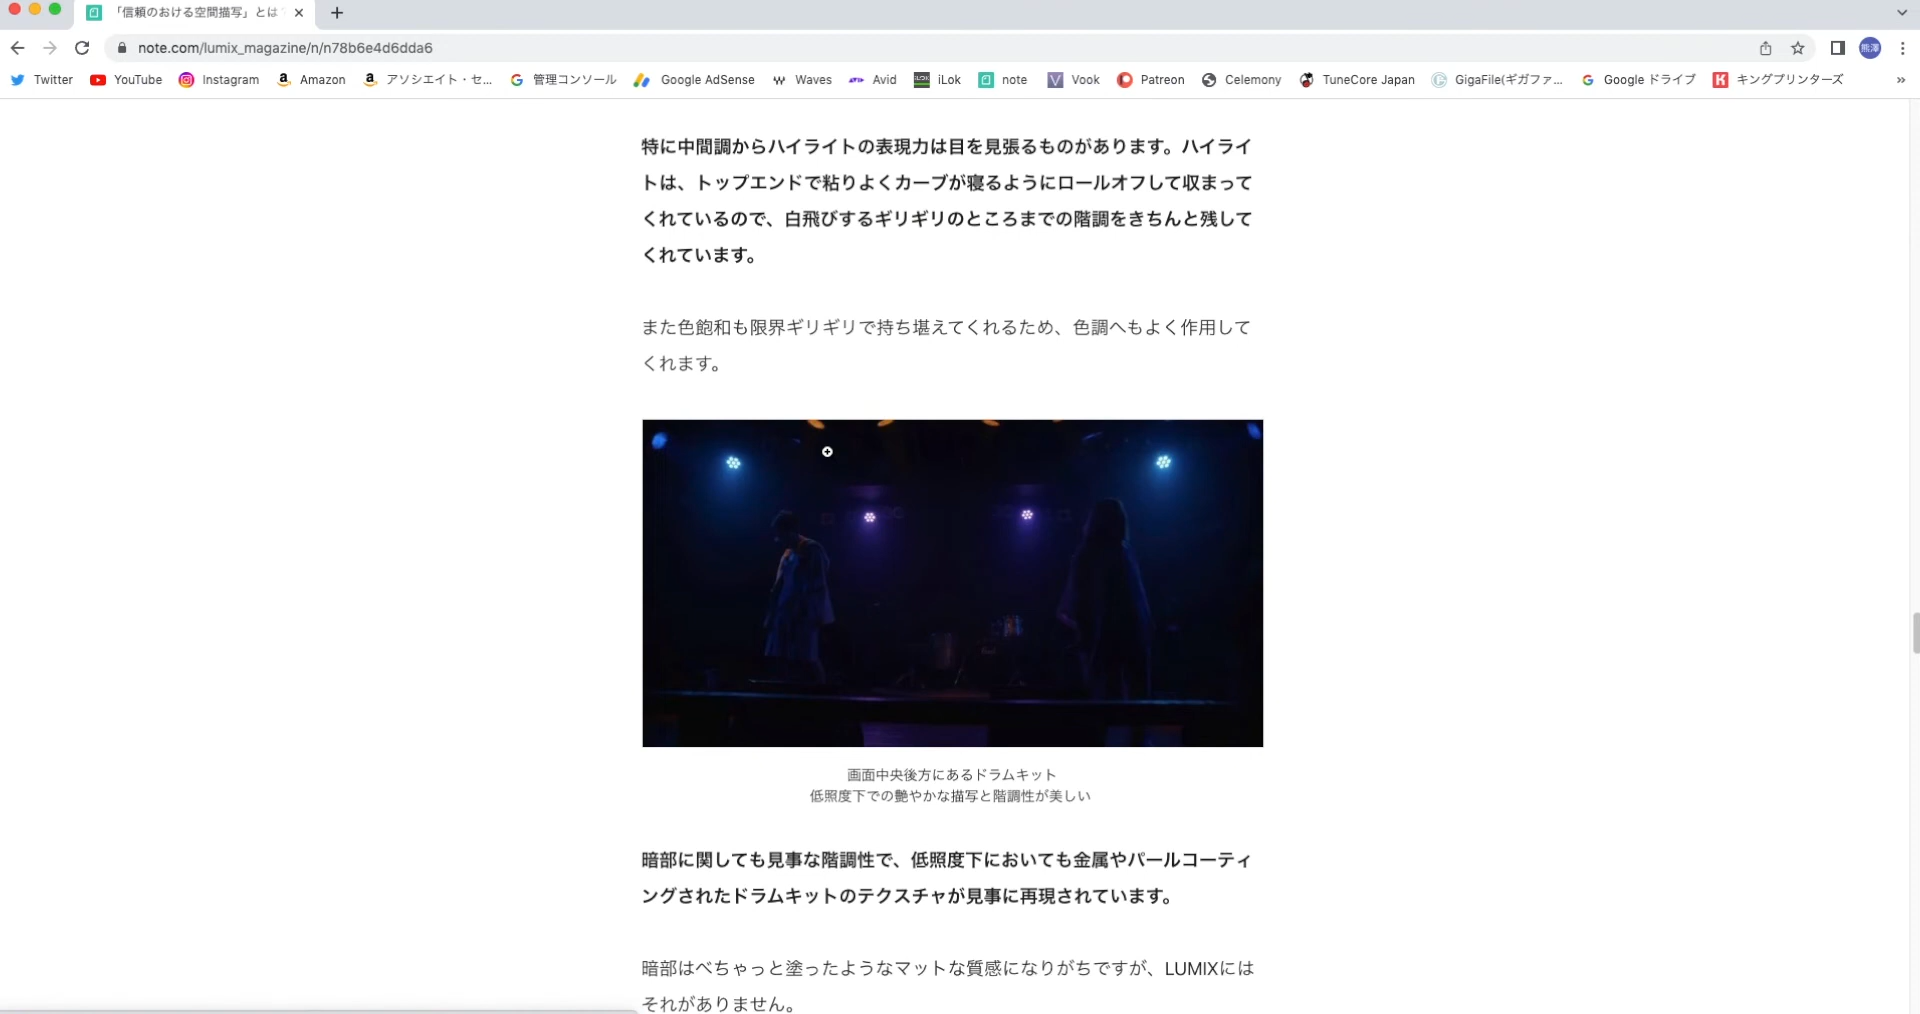 「信頼のおける空間描写」とは
note.com/lumix_magazine/n/n78b6e4d6dda6
Twitter
YouTube
Instagram
Amazon
アソシエイト・セ...
管理コンソール
Google AdSense
Waves
Avid
iLok
note
Vook
Patreon
Celemony
TuneCore Japan
GigaFile(ギガファ...
Google ドライブ
キングプリンターズ
熊澤
特に中間調からハイライトの表現力は目を見張るものがあります。ハイライ
トは、トップエンドで粘りよくカーブが寝るようにロールオフして収まって
くれているので、白飛びするギリギリのところまでの階調をきちんと残して
くれています。
また色飽和も限界ギリギリで持ち堪えてくれるため、色調へもよく作用して
くれます。
画面中央後方にあるドラムキット
低照度下での艶やかな描写と階調性が美しい
暗部に関しても見事な階調性で、低照度下においても金属やパールコーティ
ングされたドラムキットのテクスチャが見事に再現されています。
暗部はべちゃっと塗ったようなマットな質感になりがちですが、LUMIXには
それがありません。